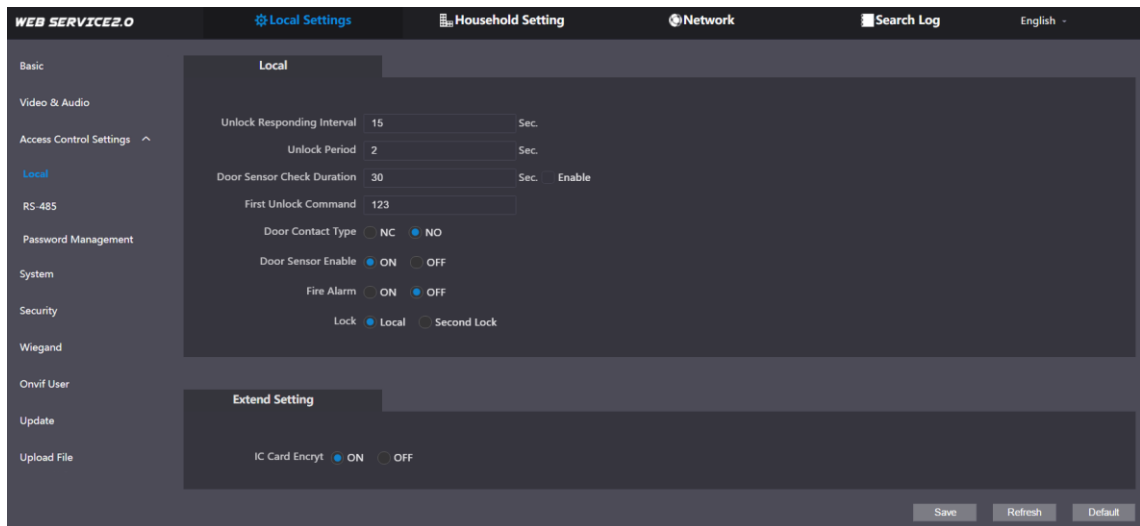 WEB SERVICE2.0 Local Settings Household Setting Network Search Log English
Basic
Video & Audio
Access Control Settings
Local
RS-485
Password Management
System
Security
Wiegand
Onvif User
Update
Upload File
Local
Unlock Responding Interval 15 Sec.
Unlock Period 2 Sec.
Door Sensor Check Duration 30 Sec. Enable
First Unlock Command 123
Door Contact Type NC NO
Door Sensor Enable ON OFF
Fire Alarm ON OFF
Lock Local Second Lock
Extend Setting
IC Card Encryt ON OFF
Save Refresh Default